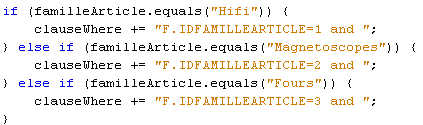 if (familleArticle.equals("Hifi")) {
    clauseWhere += "F.IDFAMILLEARTICLE=1 and ";
} else if (familleArticle.equals("Magnetoscopes")) {
    clauseWhere += "F.IDFAMILLEARTICLE=2 and ";
} else if (familleArticle.equals("Fours")) {
    clauseWhere += "F.IDFAMILLEARTICLE=3 and ";
}